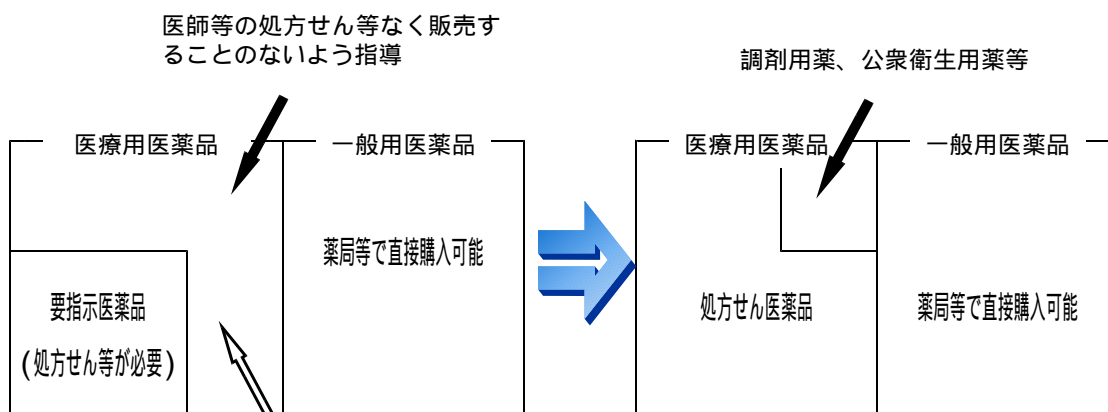 医師等の処方せん等なく販売す
ることのないよう指導
調剤用薬、公衆衛生用薬等
医療用医薬品
一般用医薬品
医療用医薬品
一般用医薬品
薬局等で直接購入可能
要指示医薬品
(処方せん等が必要)
処方せん医薬品
薬局等で直接購入可能